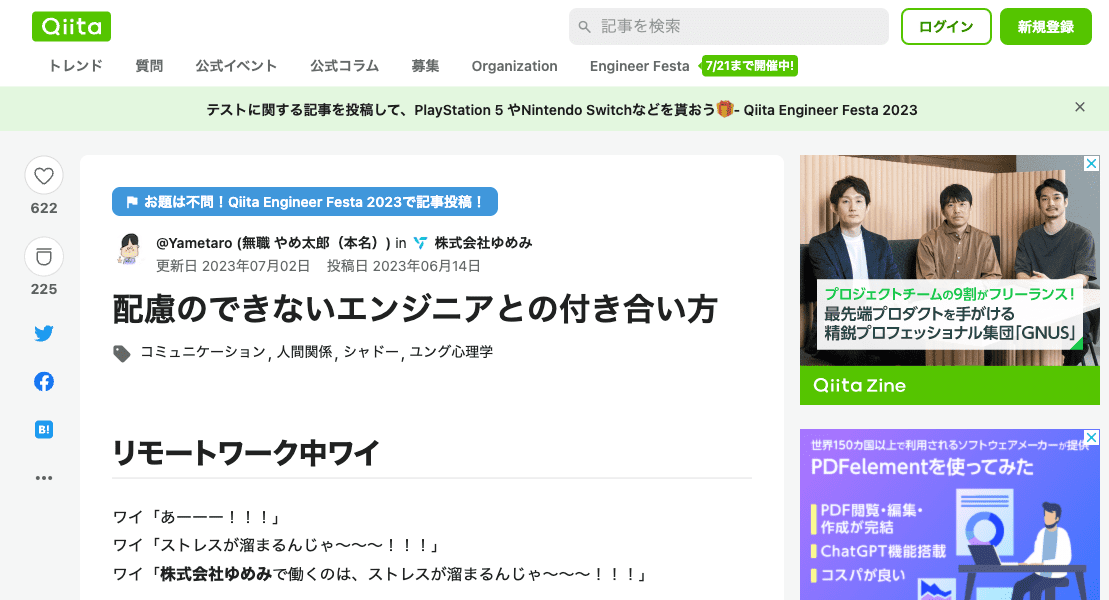 Qiita
記事を検索
ログイン
新規登録
トレンド 質問 公式イベント 公式コラム 募集 Organization Engineer Festa 7/21まで開催中!
テストに関する記事を投稿して、PlayStation 5 やNintendo Switchなどを貰おう🎁- Qiita Engineer Festa 2023
622
225
B!
お題は不問！Qiita Engineer Festa 2023で記事投稿！
@Yametaro (無職 やめ太郎（本名）) in 株式会社ゆめみ
更新日 2023年07月02日 投稿日 2023年06月14日
配慮のできないエンジニアとの付き合い方
コミュニケーション, 人間関係, シャドー, ユング心理学
リモートワーク中ワイ
ワイ「あーーー！！！」
ワイ「ストレスが溜まるんじゃ〜〜〜！！！」
ワイ「株式会社ゆめみで働くのは、ストレスが溜まるんじゃ〜〜〜！！！」
プロジェクトチームの9割がフリーランス！
最先端プロダクトを手がける
精鋭プロフェッショナル集団「GNUS」
Qiita Zine
世界150カ国以上で利用されるソフトウェアメーカーが提供
PDFelementを使ってみた
PDF閲覧・編集・
作成が完結
ChatGPT機能搭載
コスパが良い